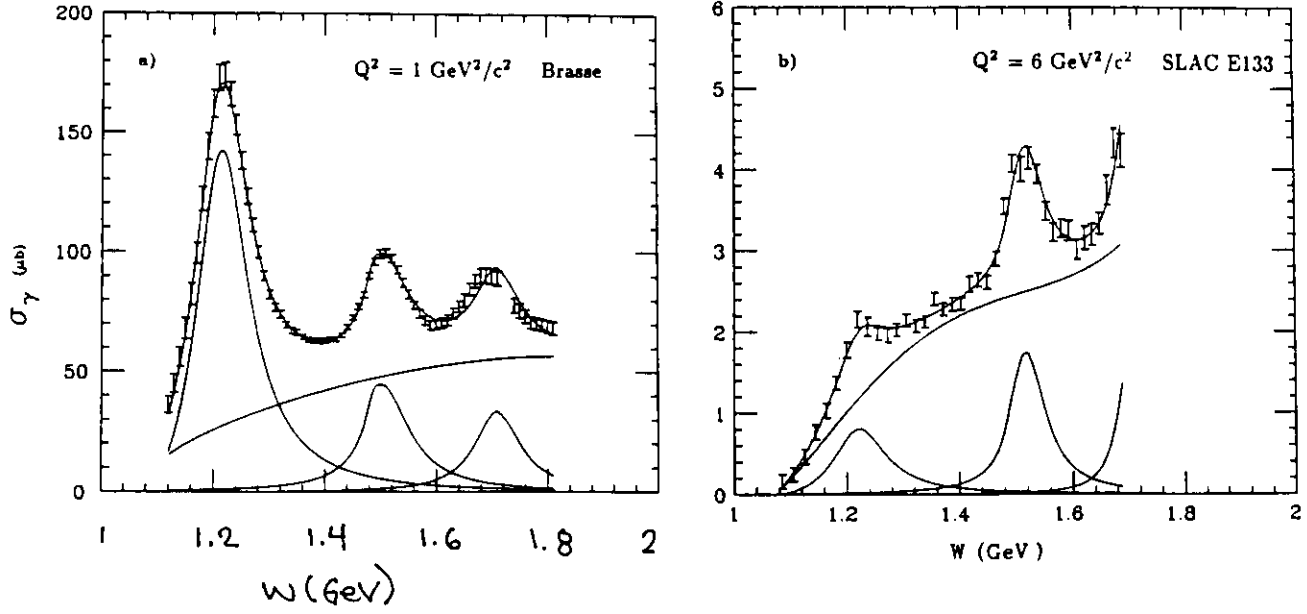 200
150
100
50
0
σγ (μb)
a)
Q² = 1 GeV²/c² Brasse
1 1.2 1.4 1.6 1.8 2
W (GeV)
6
5
4
3
2
1
0
b)
Q² = 6 GeV²/c² SLAC E133
1 1.2 1.4 1.6 1.8 2
W (GeV)